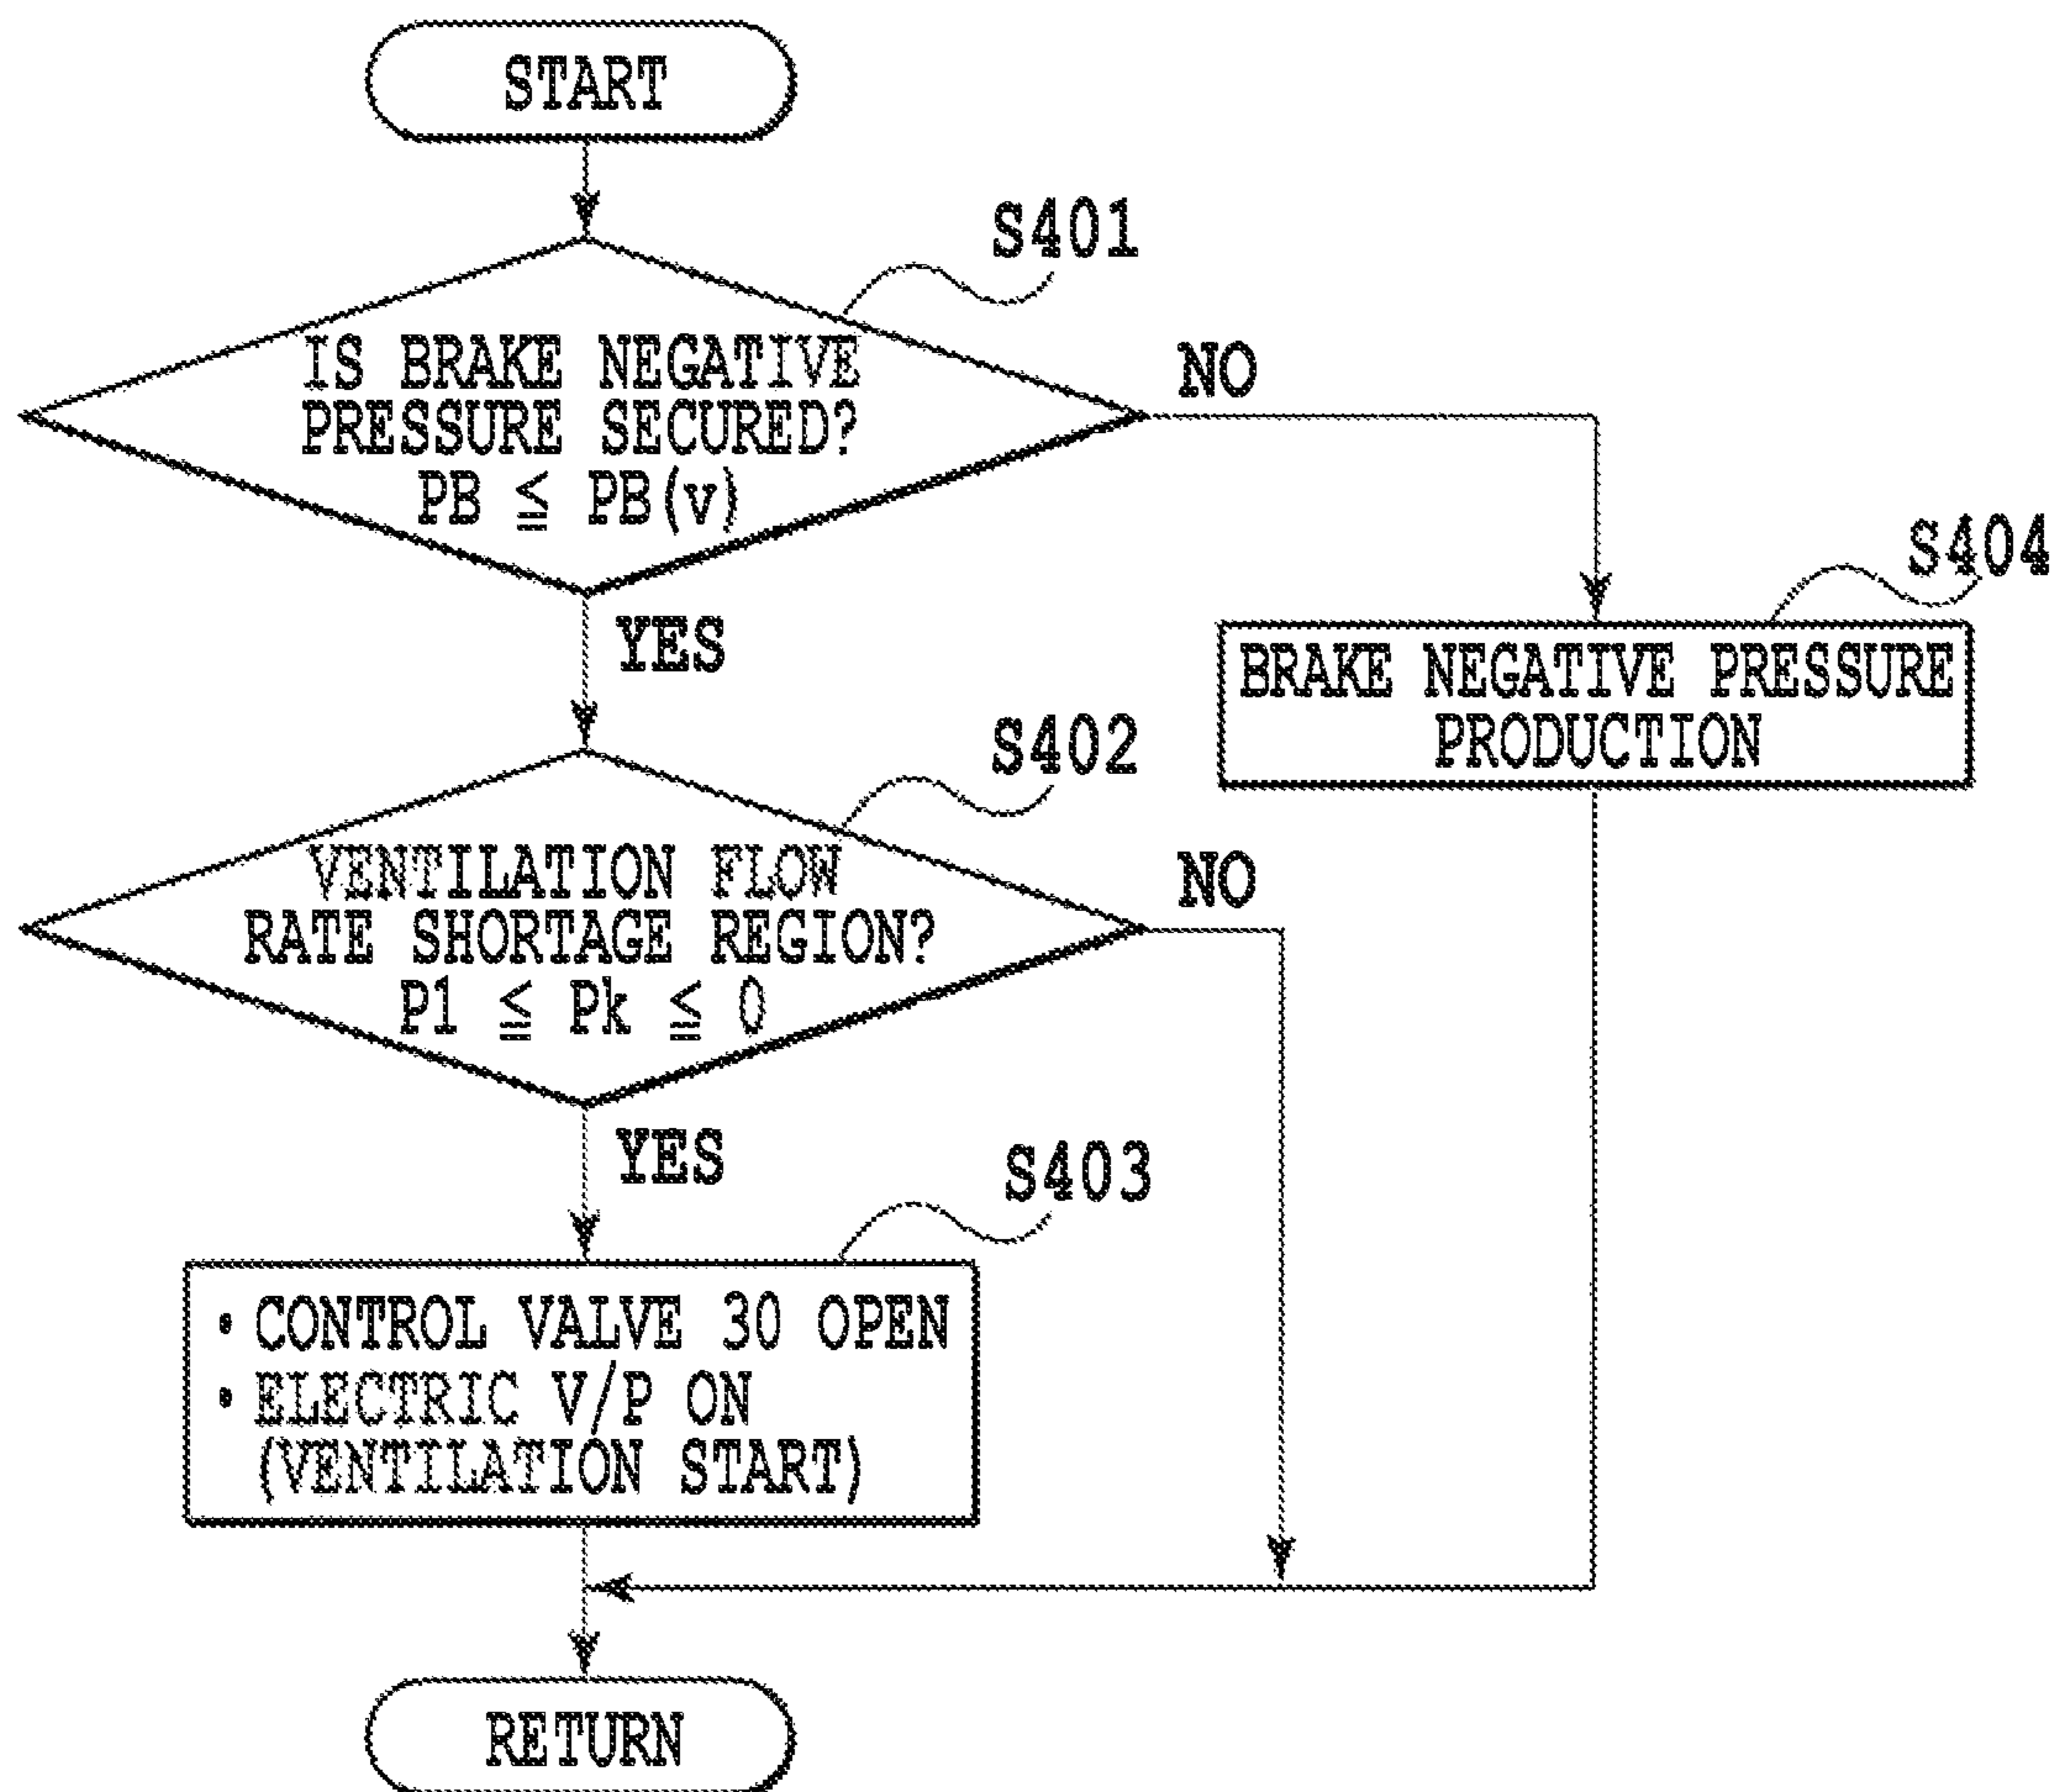 START
S401
IS BRAKE NEGATIVE
PRESSURE SECURED?
PB ≦ PB(v)
NO
YES
S404
BRAKE NEGATIVE PRESSURE
PRODUCTION
S402
VENTILATION FLOW
RATE SHORTAGE REGION?
P1 ≦ Pk ≦ 0
NO
YES
S403
・CONTROL VALVE 30 OPEN
・ELECTRIC V/P ON
(VENTILATION START)
RETURN